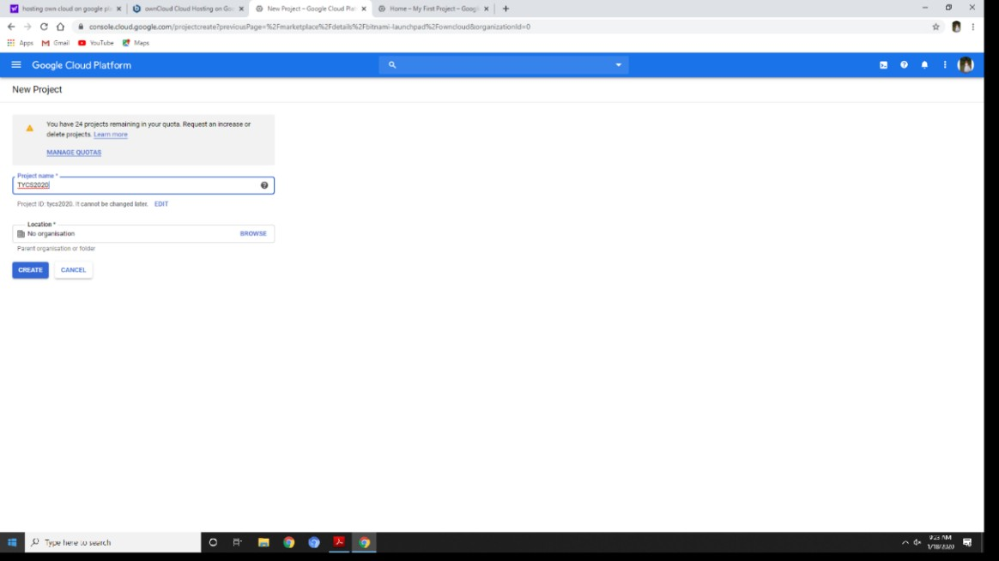 hosting own cloud on google pla
ownCloud Cloud Hosting on Goo
New Project – Google Cloud Plat
Home – My First Project – Googl
console.cloud.google.com/projectcreate?previousPage=%2Fmarketplace%2Fdetails%2Fbitnami-launchpad%2Fowncloud&organizationId=0
Apps Gmail YouTube Maps
Google Cloud Platform
New Project
You have 24 projects remaining in your quota. Request an increase or
delete projects. Learn more
MANAGE QUOTAS
Project name *
TYCS2020
Project ID: tycs2020. It cannot be changed later. EDIT
Location *
No organisation BROWSE
Parent organisation or folder
CREATE CANCEL
Type here to search
9:23 AM
1/18/2020